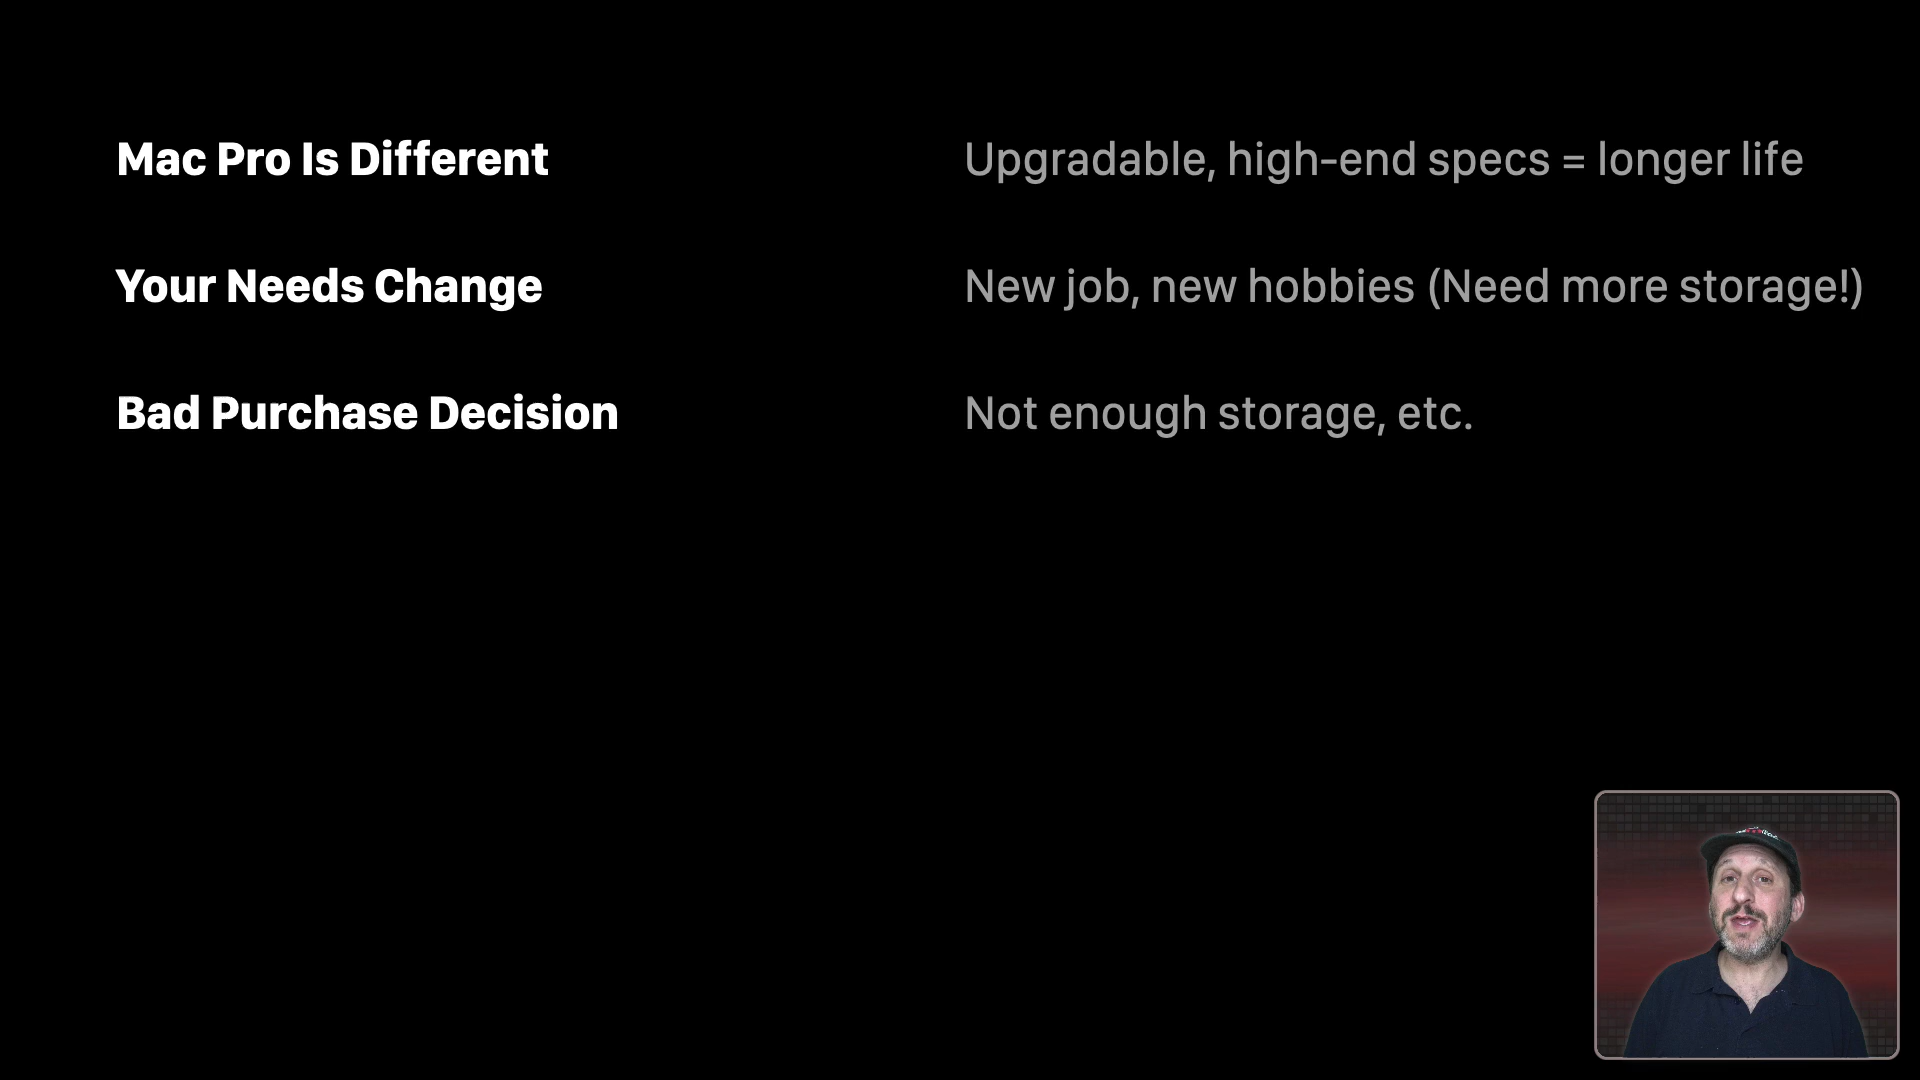 Mac Pro Is Different
Upgradable, high-end specs = longer life
Your Needs Change
New job, new hobbies (Need more storage!)
Bad Purchase Decision
Not enough storage, etc.